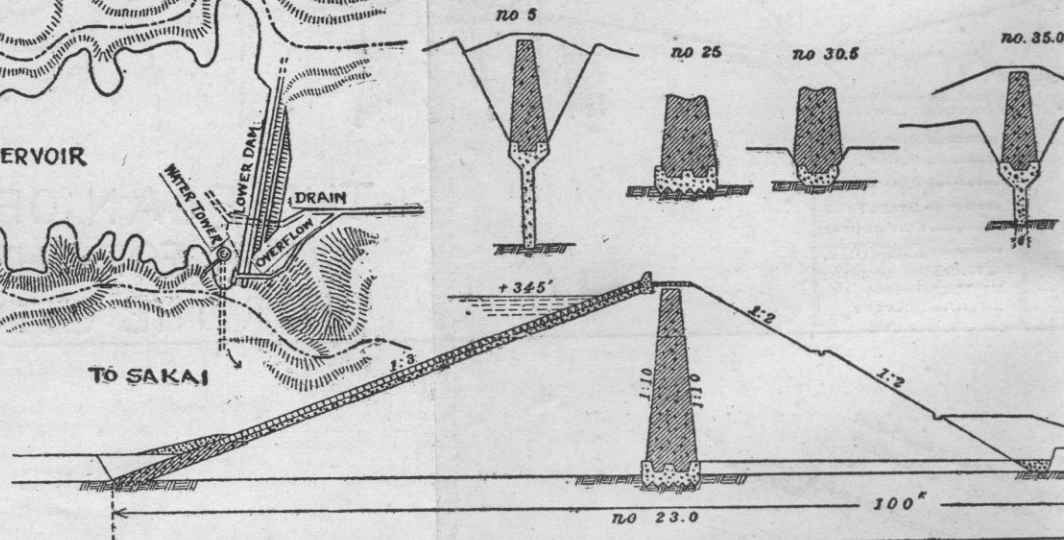 no 5
no 25
no 30.5
no. 35.0
ERVOIR
WATER TOWER
LOWER DAM
DRAIN
OVERFLOW
TO SAKAI
+345'
1:3
1:2
1:2
1:10
1:10
100ᴷ
no 23.0